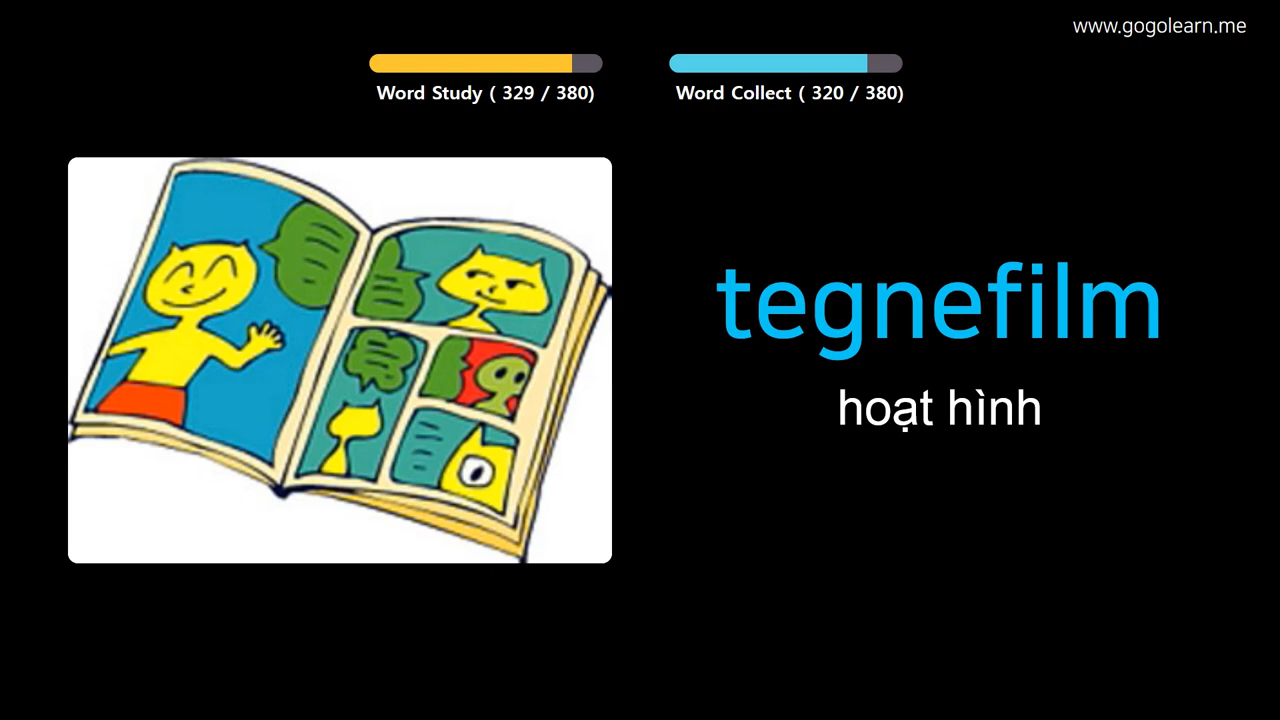 www.gogolearn.me
Word Study ( 329 / 380)
Word Collect ( 320 / 380)
tegnefilm
hoạt hình